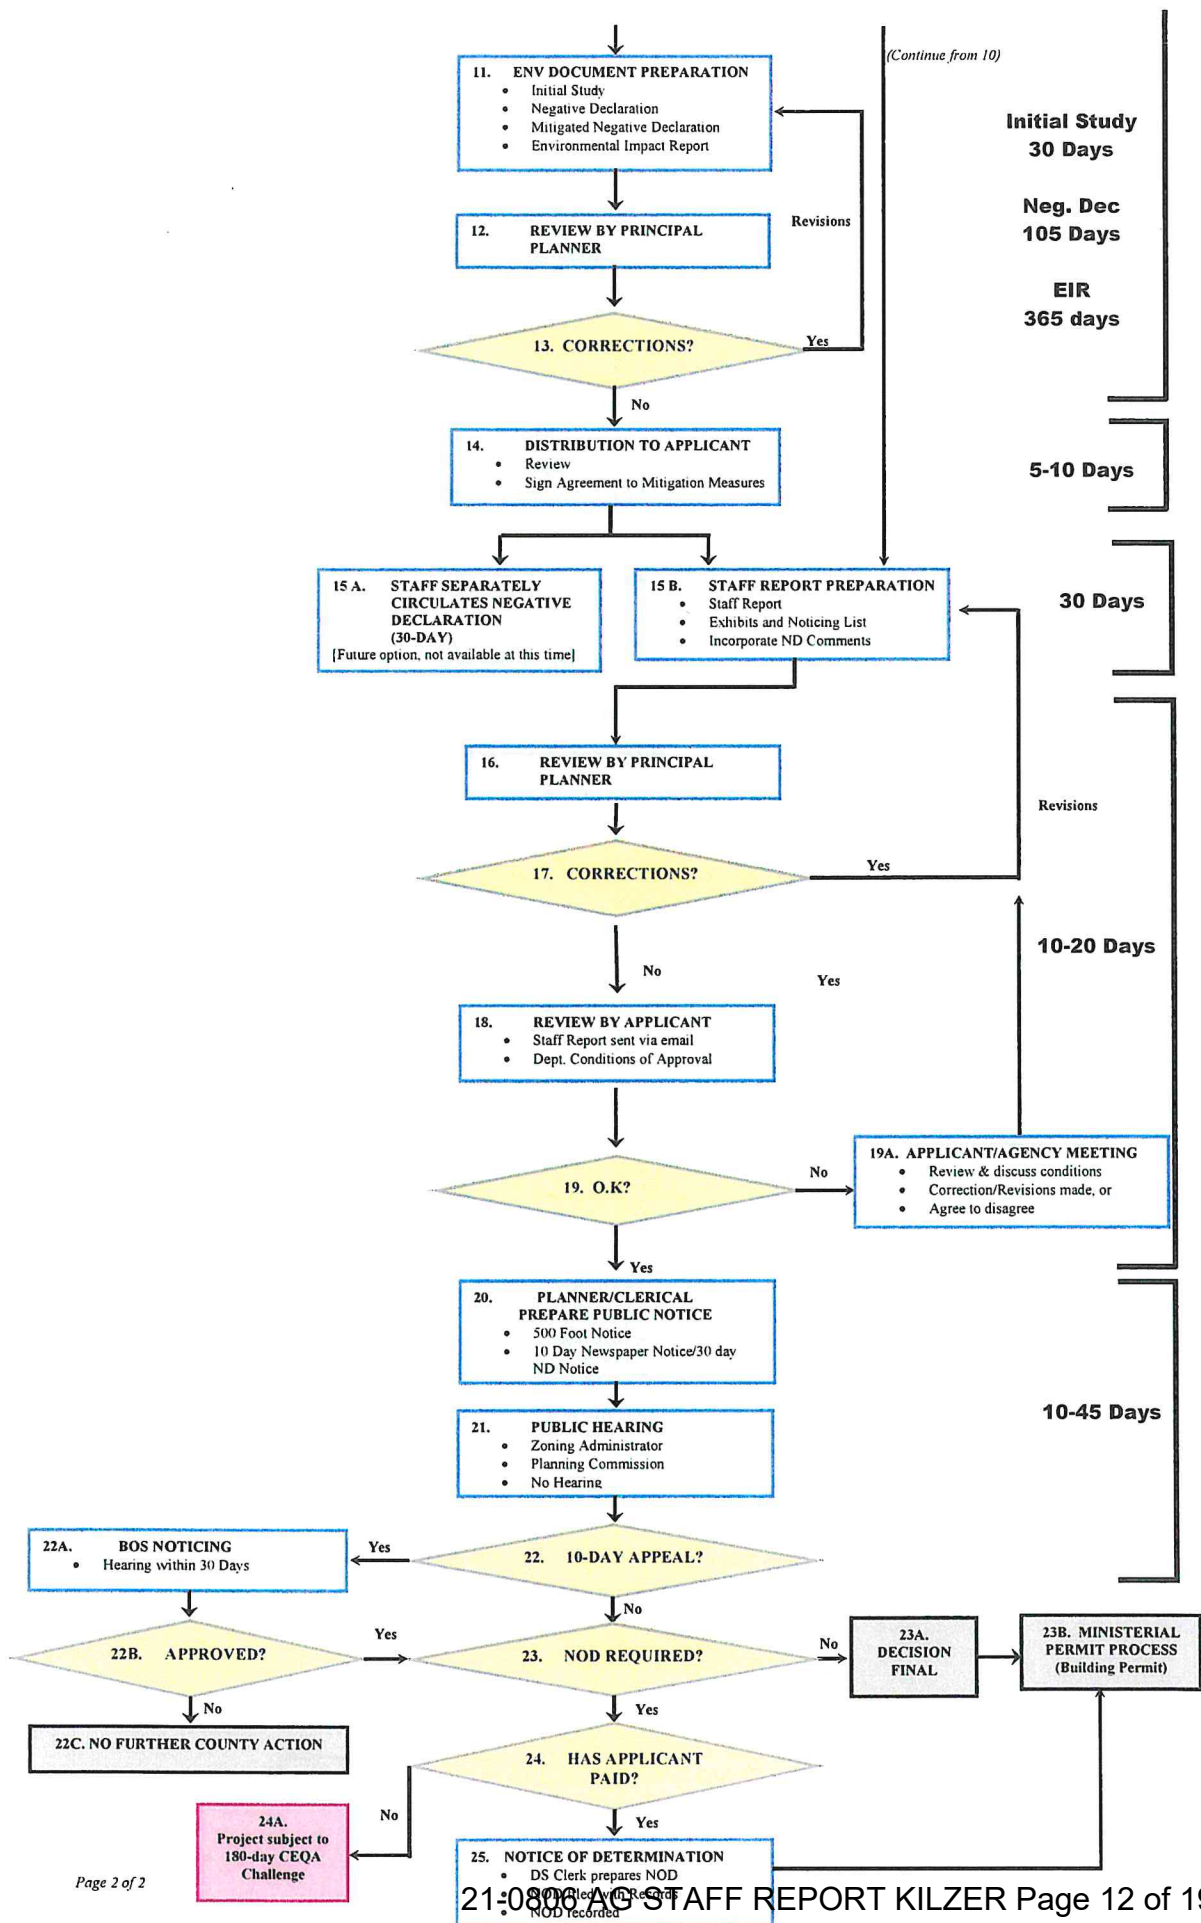 (Continue from 10)
11. ENV DOCUMENT PREPARATION
• Initial Study
• Negative Declaration
• Mitigated Negative Declaration
• Environmental Impact Report
Initial Study
30 Days
Neg. Dec
105 Days
EIR
365 days
Revisions
12. REVIEW BY PRINCIPAL
PLANNER
13. CORRECTIONS?
Yes
No
14. DISTRIBUTION TO APPLICANT
• Review
• Sign Agreement to Mitigation Measures
5-10 Days
15 A. STAFF SEPARATELY
CIRCULATES NEGATIVE
DECLARATION
(30-DAY)
[Future option, not available at this time]
15 B. STAFF REPORT PREPARATION
• Staff Report
• Exhibits and Noticing List
• Incorporate ND Comments
30 Days
16. REVIEW BY PRINCIPAL
PLANNER
Revisions
17. CORRECTIONS?
Yes
10-20 Days
No
Yes
18. REVIEW BY APPLICANT
• Staff Report sent via email
• Dept. Conditions of Approval
19. O.K?
No
19A. APPLICANT/AGENCY MEETING
• Review & discuss conditions
• Correction/Revisions made, or
• Agree to disagree
Yes
20. PLANNER/CLERICAL
PREPARE PUBLIC NOTICE
• 500 Foot Notice
• 10 Day Newspaper Notice/30 day
ND Notice
21. PUBLIC HEARING
• Zoning Administrator
• Planning Commission
• No Hearing
10-45 Days
22A. BOS NOTICING
• Hearing within 30 Days
Yes
22. 10-DAY APPEAL?
No
22B. APPROVED?
Yes
23. NOD REQUIRED?
No
23A.
DECISION
FINAL
23B. MINISTERIAL
PERMIT PROCESS
(Building Permit)
No
Yes
22C. NO FURTHER COUNTY ACTION
24. HAS APPLICANT
PAID?
No
Yes
24A.
Project subject to
180-day CEQA
Challenge
25. NOTICE OF DETERMINATION
• DS Clerk prepares NOD
• NOD filed with Records
• NOD recorded
Page 2 of 2
21-0806 AG STAFF REPORT KILZER Page 12 of 19